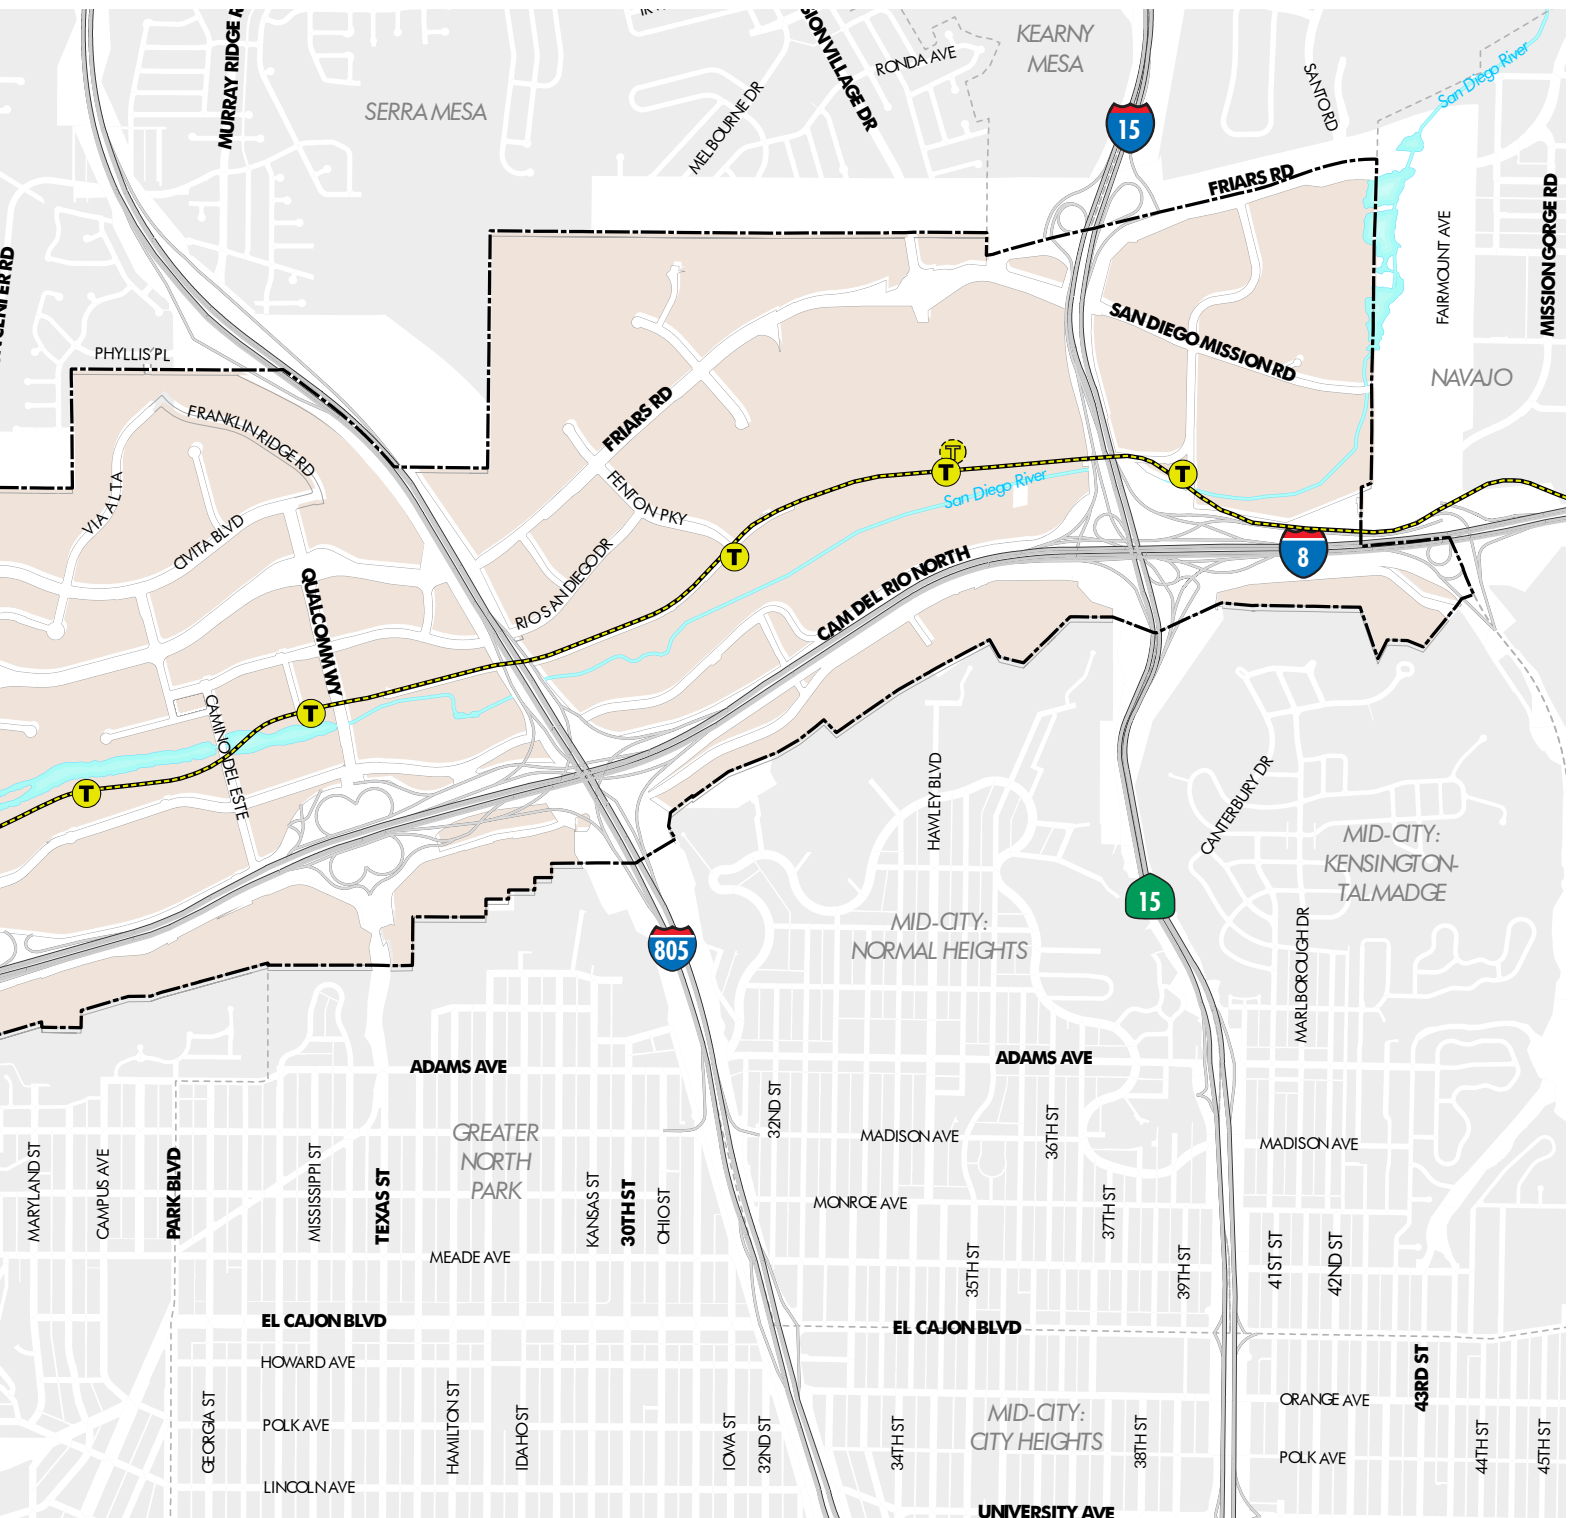 KEARNY
MESA
SERRA MESA
MURRAY RIDGE R
MELBOURNE DR
RONDA AVE
SION VILLAGE DR
15
SANTO RD
San Diego River
FRIARS RD
FAIRMOUNT AVE
MISSION GORGE RD
NAVAJO
SAN DIEGO MISSION RD
PHYLLIS PL
FRANKLIN RIDGE RD
VIA ALTA
CIVITA BLVD
QUALCOMM WY
FRIARS RD
FENTON PKY
RIO SAN DIEGO DR
T
T
T
T
T
T
San Diego River
CAM DEL RIO NORTH
8
CAMINO DEL ESTE
HAWLEY BLVD
CANTERBURY DR
MID-CITY:
KENSINGTON-
TALMADGE
15
805
MID-CITY:
NORMAL HEIGHTS
MARLBOROUGH DR
ADAMS AVE
ADAMS AVE
GREATER
NORTH
PARK
32ND ST
MADISON AVE
36TH ST
MADISON AVE
MARYLAND ST
CAMPUS AVE
PARK BLVD
MISSISSIPPI ST
TEXAS ST
KANSAS ST
30TH ST
OHIO ST
MONROE AVE
37TH ST
MEADE AVE
35TH ST
39TH ST
41ST ST
42ND ST
EL CAJON BLVD
EL CAJON BLVD
HOWARD AVE
43RD ST
ORANGE AVE
GEORGIA ST
POLK AVE
HAMILTON ST
IDAHO ST
IOWA ST
32ND ST
34TH ST
MID-CITY:
CITY HEIGHTS
38TH ST
POLK AVE
44TH ST
45TH ST
LINCOLN AVE
UNIVERSITY AVE